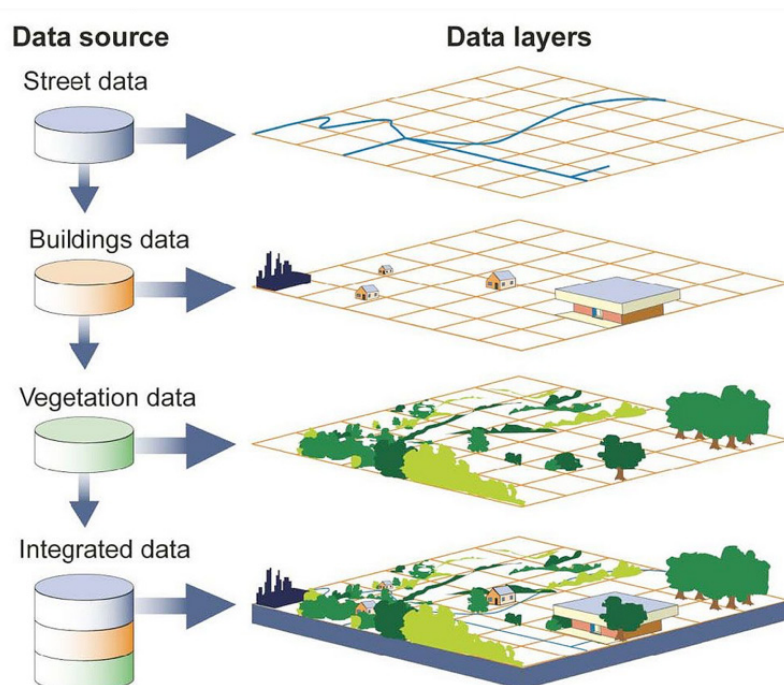 Data source
Data layers
Street data
Buildings data
Vegetation data
Integrated data